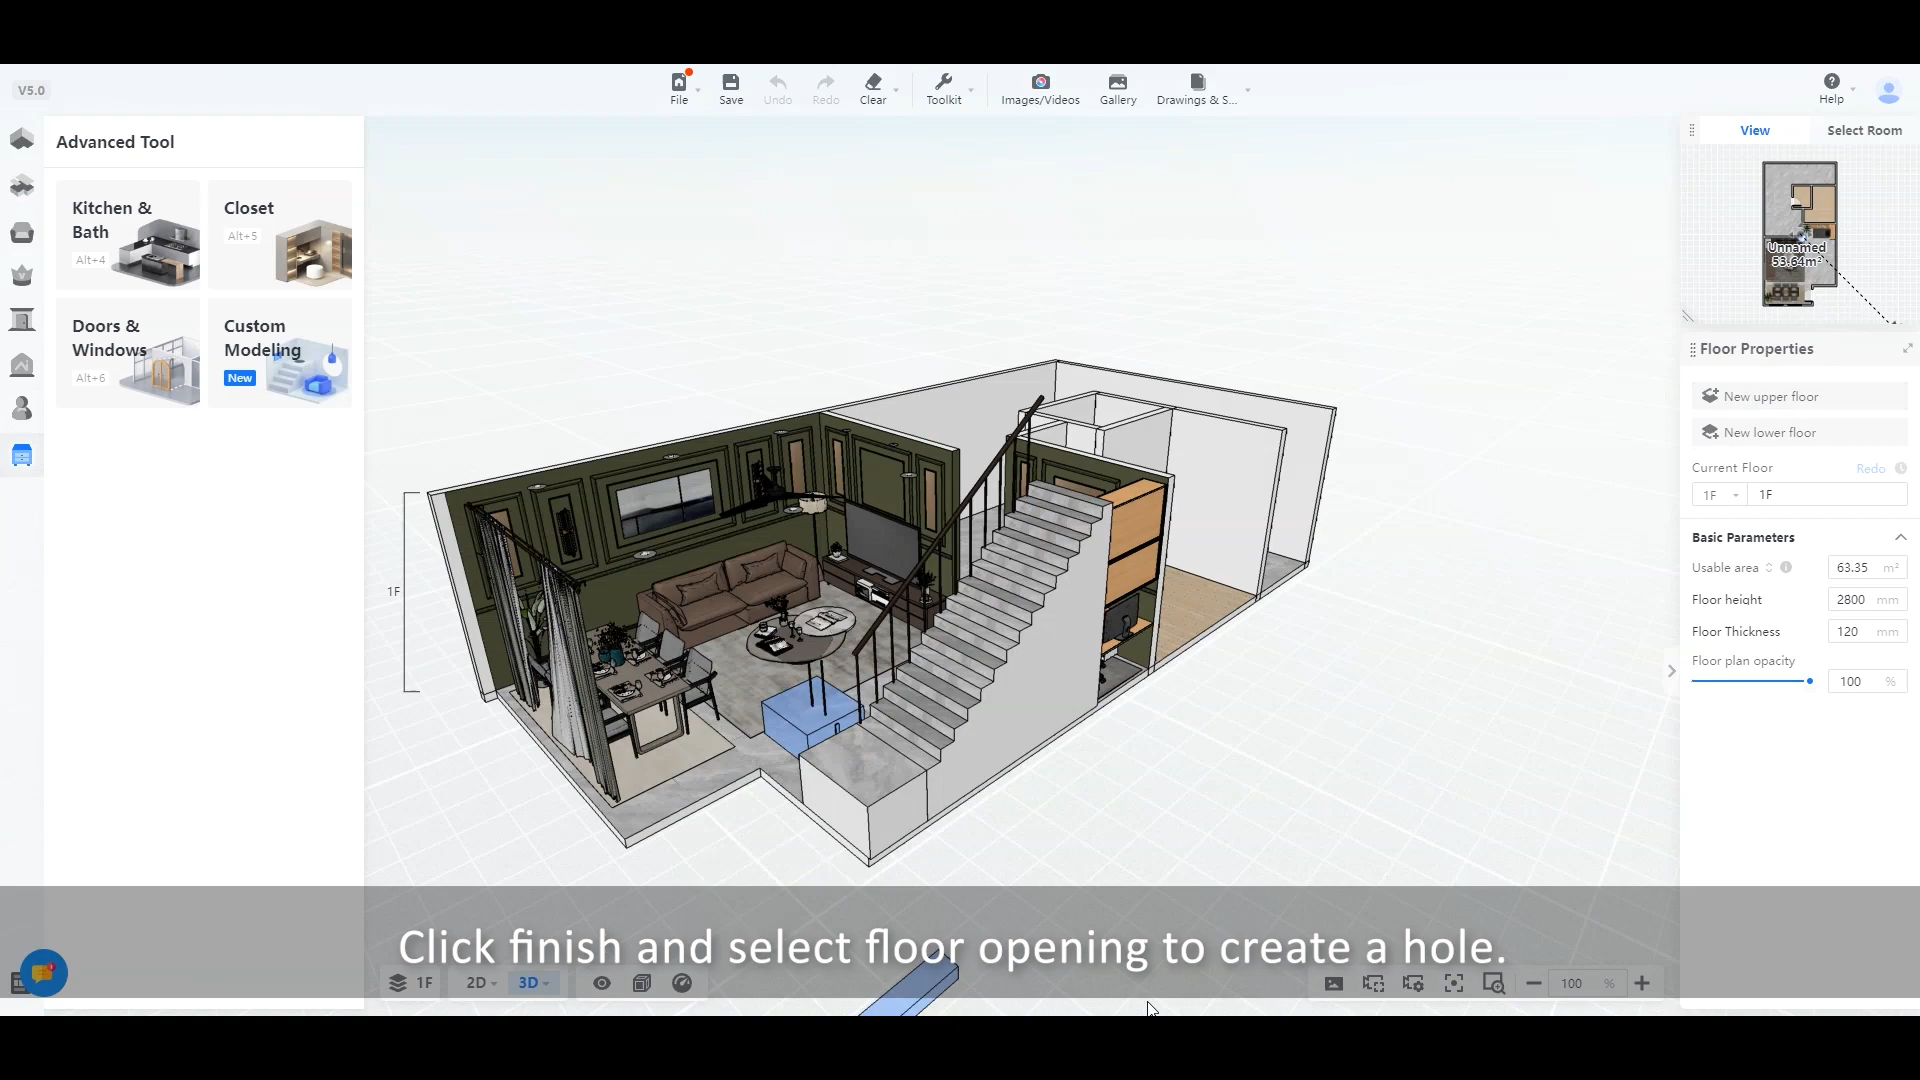 V5.0
File
Save
Undo
Redo
Clear
Toolkit
Images/Videos
Gallery
Drawings & S...
Help
Advanced Tool
Kitchen &
Bath
Alt+4
Closet
Alt+5
Doors &
Windows
Alt+6
Custom
Modeling
New
View
Select Room
Unnamed
53.64m²
Floor Properties
New upper floor
New lower floor
Current Floor
Redo
1F
1F
Basic Parameters
Usable area
63.35 m²
Floor height
2800 mm
Floor Thickness
120 mm
Floor plan opacity
100 %
1F
Click finish and select floor opening to create a hole.
1F
2D
3D
100 %